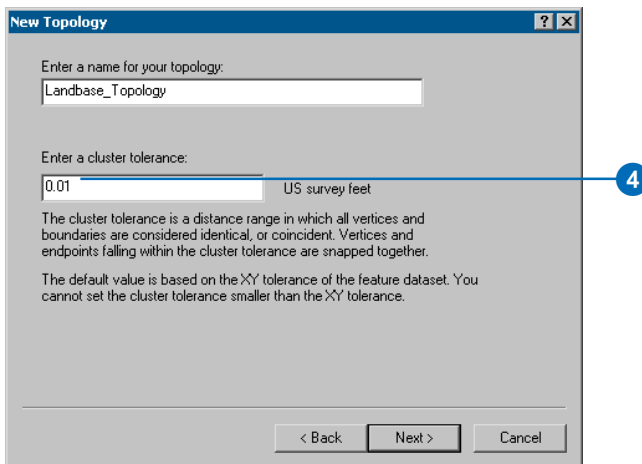 New Topology
Enter a name for your topology:
Landbase_Topology
Enter a cluster tolerance:
0.01 US survey feet
4
The cluster tolerance is a distance range in which all vertices and
boundaries are considered identical, or coincident. Vertices and
endpoints falling within the cluster tolerance are snapped together.
The default value is based on the XY tolerance of the feature dataset. You
cannot set the cluster tolerance smaller than the XY tolerance.
< Back Next > Cancel